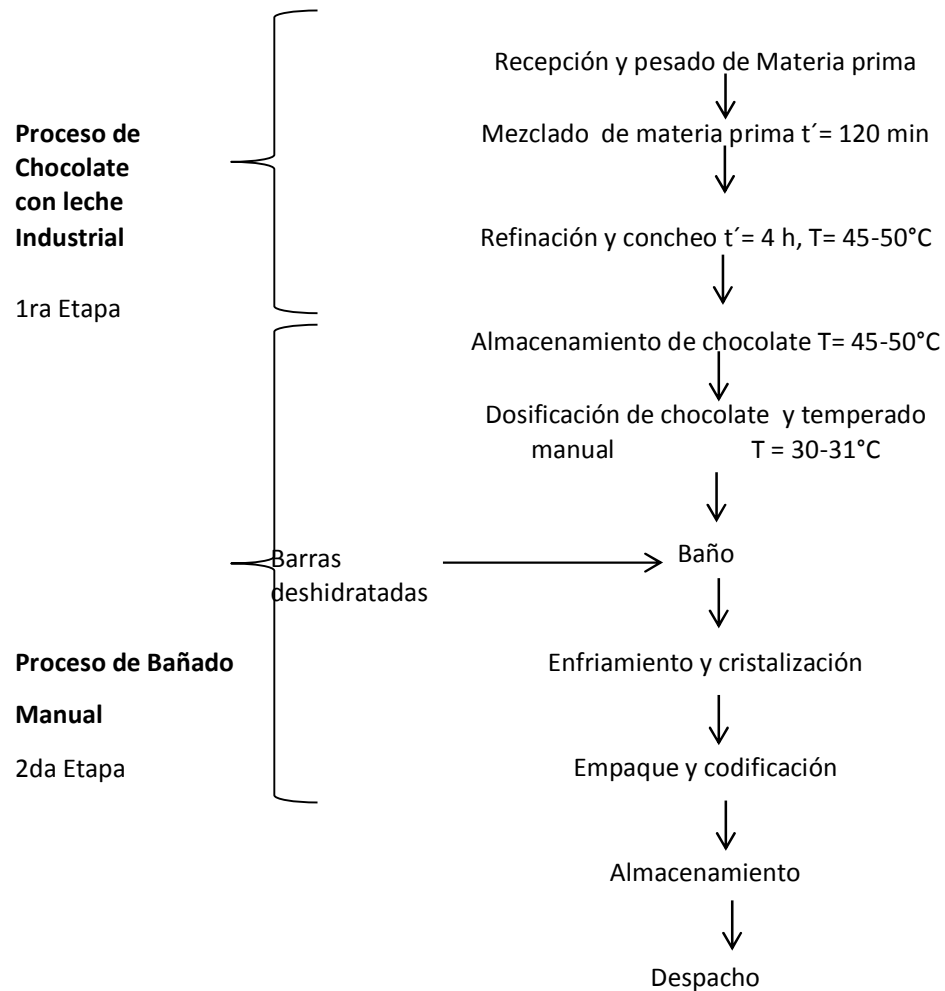 Recepción y pesado de Materia prima
Proceso de
Chocolate
con leche
Industrial
1ra Etapa
Mezclado de materia prima t´= 120 min
Refinación y concheo t´= 4 h, T= 45-50°C
Almacenamiento de chocolate T= 45-50°C
Dosificación de chocolate y temperado
manual T = 30-31°C
Barras
deshidratadas
Baño
Proceso de Bañado
Manual
2da Etapa
Enfriamiento y cristalización
Empaque y codificación
Almacenamiento
Despacho